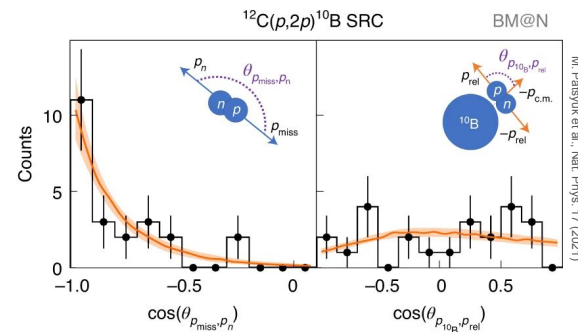 ¹²C(p,2p)¹⁰B SRC
BM@N
M. Patsyuk et al., Nat. Phys. 17 (2021)
Counts
10
5
0
-1.0
-0.5
0
cos(θ_{p_miss, p_n})
p_n
θ_{p_miss, p_n}
n
p
p_miss
-0.5
0
0.5
cos(θ_{p_10B, p_rel})
p_rel
θ_{p_10B, p_rel}
p
n
-p_c.m.
-p_rel
¹⁰B